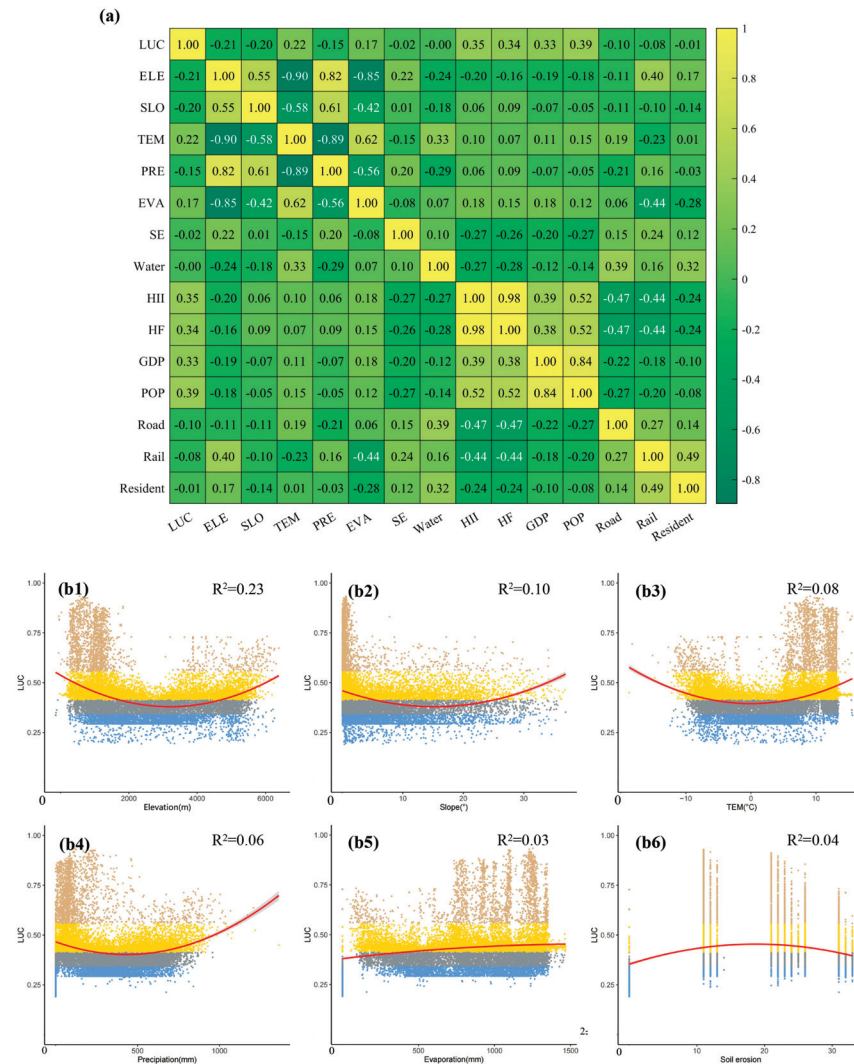 (a)
LUC 1.00 -0.21 -0.20 0.22 -0.15 0.17 -0.02 -0.00 0.35 0.34 0.33 0.39 -0.10 -0.08 -0.01
ELE -0.21 1.00 0.55 -0.90 0.82 -0.85 0.22 -0.24 -0.20 -0.16 -0.19 -0.18 -0.11 0.40 0.17
SLO -0.20 0.55 1.00 -0.58 0.61 -0.42 0.01 -0.18 0.06 0.09 -0.07 -0.05 -0.11 -0.10 -0.14
TEM 0.22 -0.90 -0.58 1.00 -0.89 0.62 -0.15 0.33 0.10 0.07 0.11 0.15 0.19 -0.23 0.01
PRE -0.15 0.82 0.61 -0.89 1.00 -0.56 0.20 -0.29 0.06 0.09 -0.07 -0.05 -0.21 0.16 -0.03
EVA 0.17 -0.85 -0.42 0.62 -0.56 1.00 -0.08 0.07 0.18 0.15 0.18 0.12 0.06 -0.44 -0.28
SE -0.02 0.22 0.01 -0.15 0.20 -0.08 1.00 0.10 -0.27 -0.26 -0.20 -0.27 0.15 0.24 0.12
Water -0.00 -0.24 -0.18 0.33 -0.29 0.07 0.10 1.00 -0.27 -0.28 -0.12 -0.14 0.39 0.16 0.32
HII 0.35 -0.20 0.06 0.10 0.06 0.18 -0.27 -0.27 1.00 0.98 0.39 0.52 -0.47 -0.44 -0.24
HF 0.34 -0.16 0.09 0.07 0.09 0.15 -0.26 -0.28 0.98 1.00 0.38 0.52 -0.47 -0.44 -0.24
GDP 0.33 -0.19 -0.07 0.11 -0.07 0.18 -0.20 -0.12 0.39 0.38 1.00 0.84 -0.22 -0.18 -0.10
POP 0.39 -0.18 -0.05 0.15 -0.05 0.12 -0.27 -0.14 0.52 0.52 0.84 1.00 -0.27 -0.20 -0.08
Road -0.10 -0.11 -0.11 0.19 -0.21 0.06 0.15 0.39 -0.47 -0.47 -0.22 -0.27 1.00 0.27 0.14
Rail -0.08 0.40 -0.10 -0.23 0.16 -0.44 0.24 0.16 -0.44 -0.44 -0.18 -0.20 0.27 1.00 0.49
Resident -0.01 0.17 -0.14 0.01 -0.03 -0.28 0.12 0.32 -0.24 -0.24 -0.10 -0.08 0.14 0.49 1.00
LUC ELE SLO TEM PRE EVA SE Water HII HF GDP POP Road Rail Resident
1
0.8
0.6
0.4
0.2
0
-0.2
-0.4
-0.6
-0.8
(b1) R²=0.23
1.00
0.75
0.50
0.25
0
LUC
2000 4000 6000
Elevation(m)
(b2) R²=0.10
1.00
0.75
0.50
0.25
0
LUC
0 10 20 30
Slope(°)
(b3) R²=0.08
1.00
0.75
0.50
0.25
0
LUC
−10 0 10
TEM(°C)
(b4) R²=0.06
1.00
0.75
0.50
0.25
0
LUC
500 1000
Precipiation(mm)
(b5) R²=0.03
1.00
0.75
0.50
0.25
0
LUC
500 1000 1500
Evaporation(mm)
2:
(b6) R²=0.04
1.00
0.75
0.50
0.25
0
LUC
10 20 30
Soil erosion